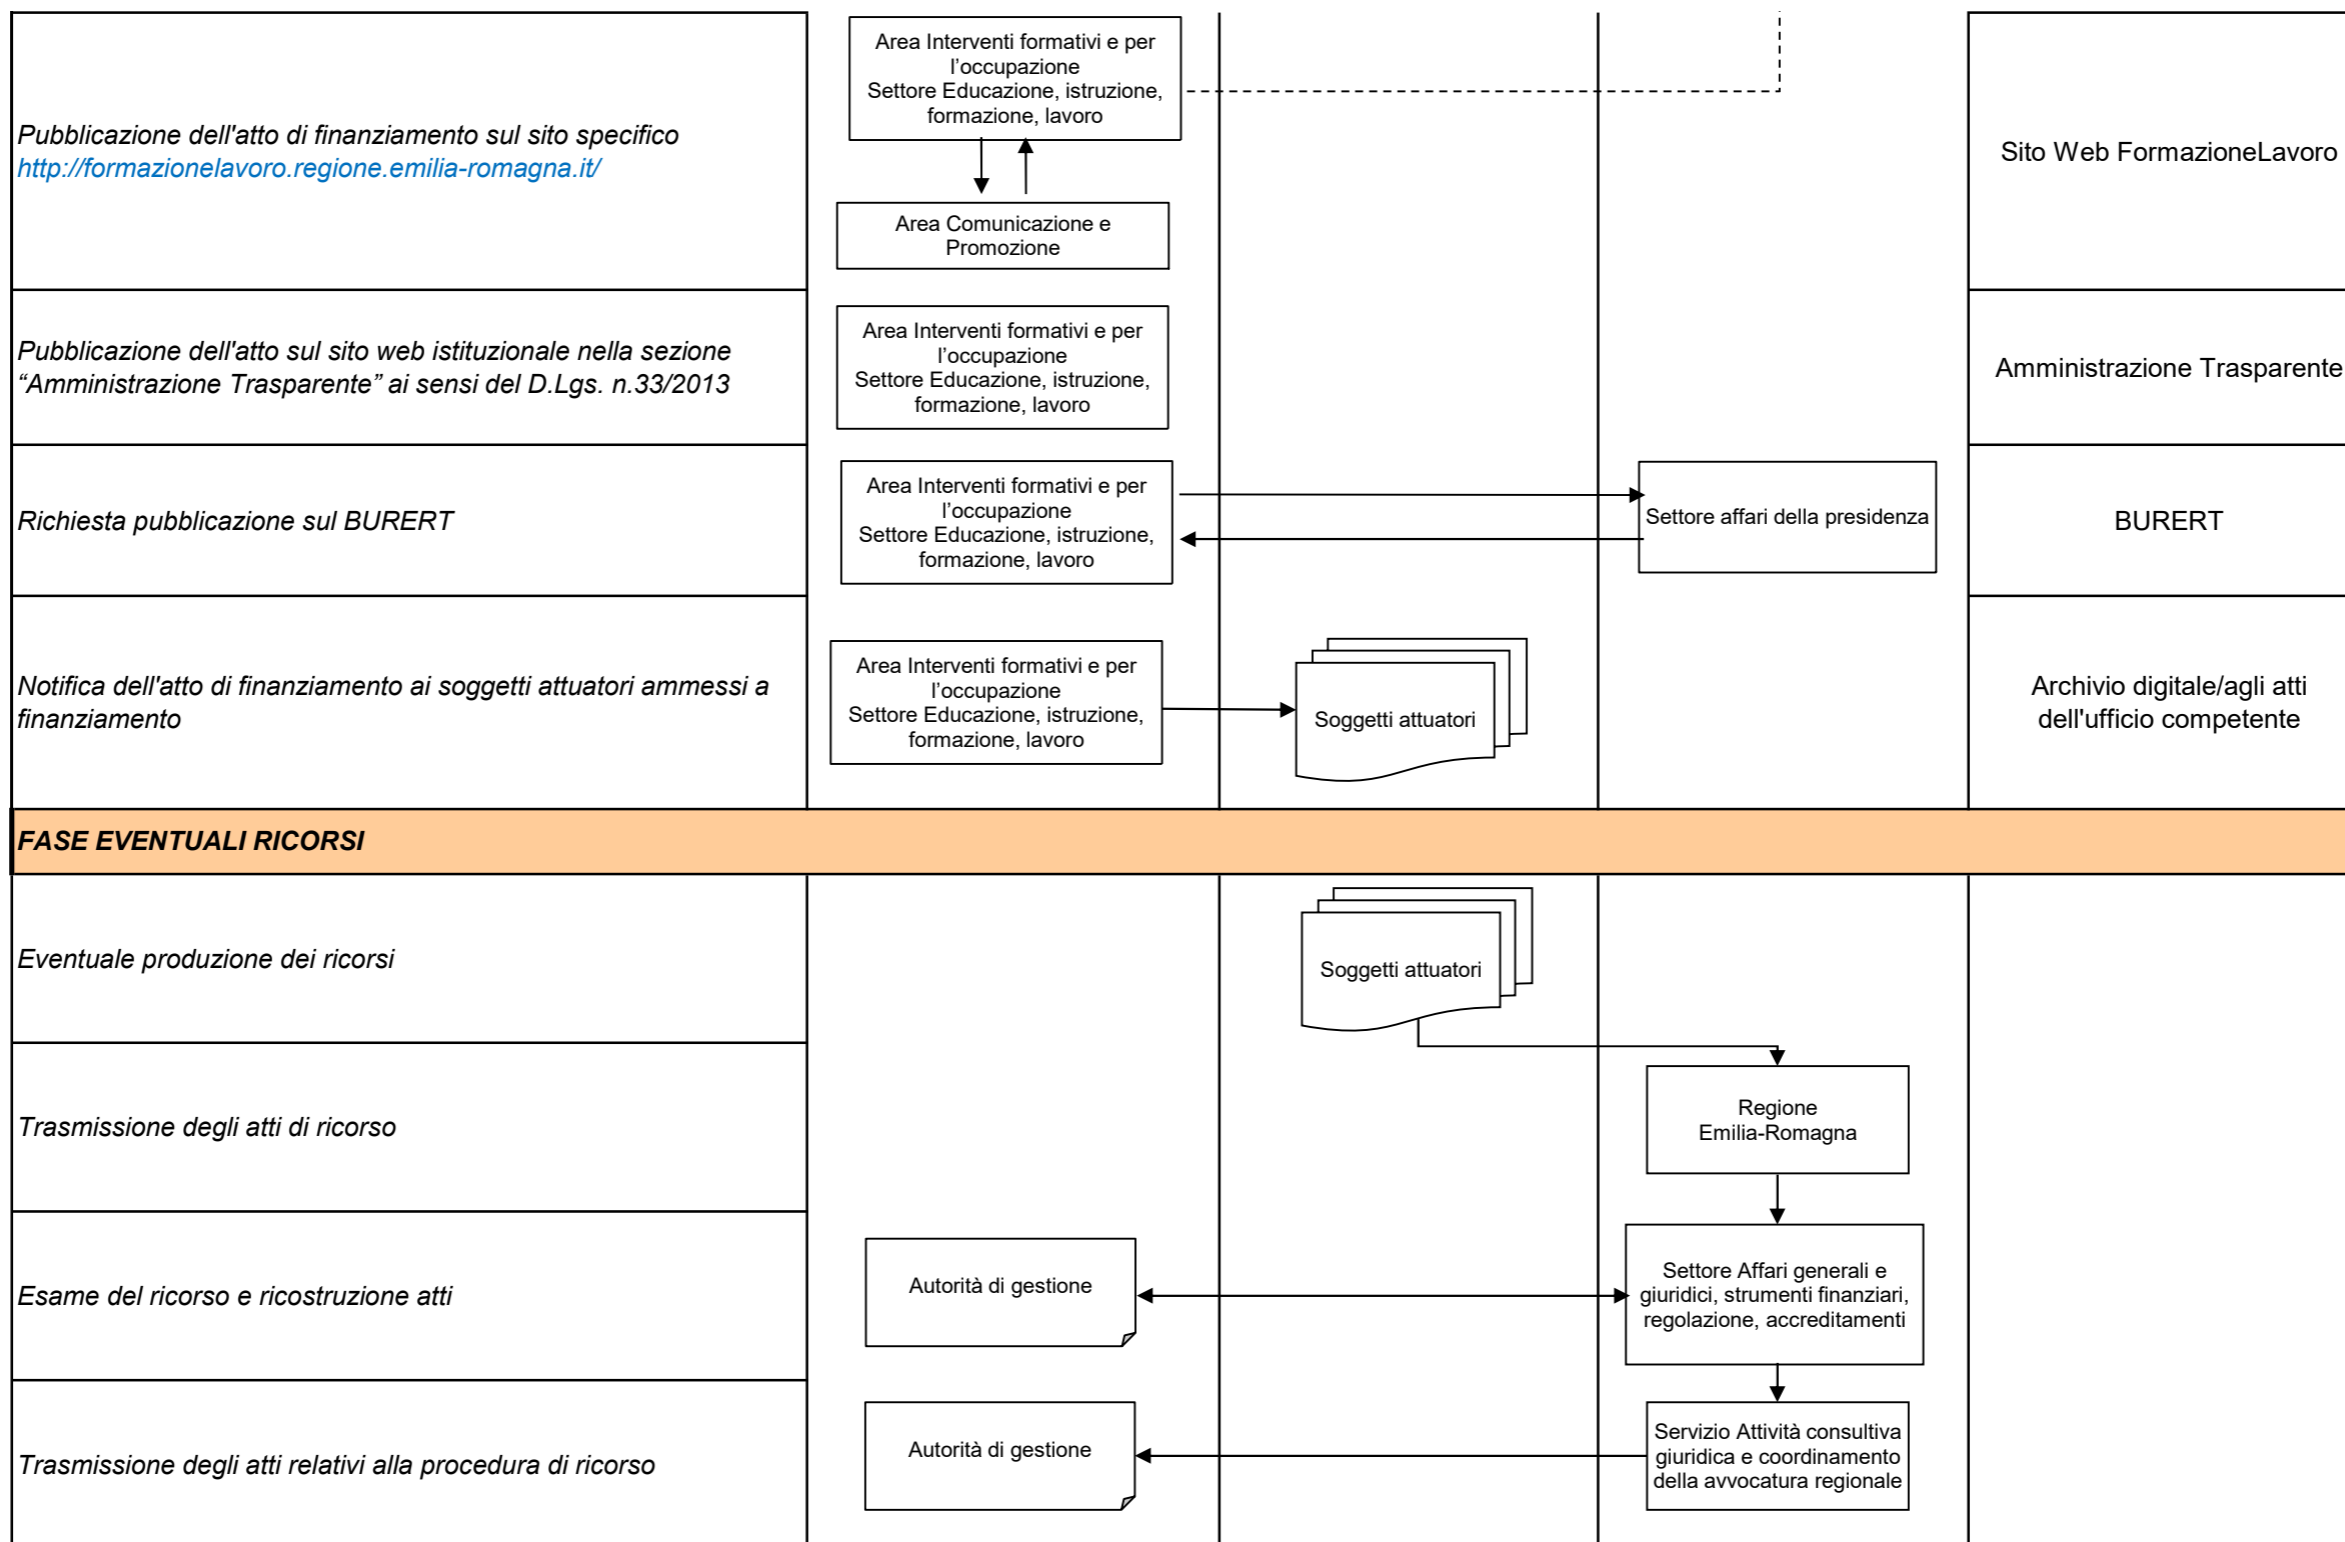 Area Interventi formativi e per
l’occupazione
Settore Educazione, istruzione,
formazione, lavoro
Pubblicazione dell'atto di finanziamento sul sito specifico
http://formazionelavoro.regione.emilia-romagna.it/
Sito Web FormazioneLavoro
Area Comunicazione e
Promozione
Pubblicazione dell'atto sul sito web istituzionale nella sezione
“Amministrazione Trasparente” ai sensi del D.Lgs. n.33/2013
Area Interventi formativi e per
l’occupazione
Settore Educazione, istruzione,
formazione, lavoro
Amministrazione Trasparente
Richiesta pubblicazione sul BURERT
Area Interventi formativi e per
l’occupazione
Settore Educazione, istruzione,
formazione, lavoro
Settore affari della presidenza
BURERT
Notifica dell'atto di finanziamento ai soggetti attuatori ammessi a
finanziamento
Area Interventi formativi e per
l’occupazione
Settore Educazione, istruzione,
formazione, lavoro
Soggetti attuatori
Archivio digitale/agli atti
dell'ufficio competente
FASE EVENTUALI RICORSI
Eventuale produzione dei ricorsi
Soggetti attuatori
Trasmissione degli atti di ricorso
Regione
Emilia-Romagna
Esame del ricorso e ricostruzione atti
Autorità di gestione
Settore Affari generali e
giuridici, strumenti finanziari,
regolazione, accreditamenti
Trasmissione degli atti relativi alla procedura di ricorso
Autorità di gestione
Servizio Attività consultiva
giuridica e coordinamento
della avvocatura regionale